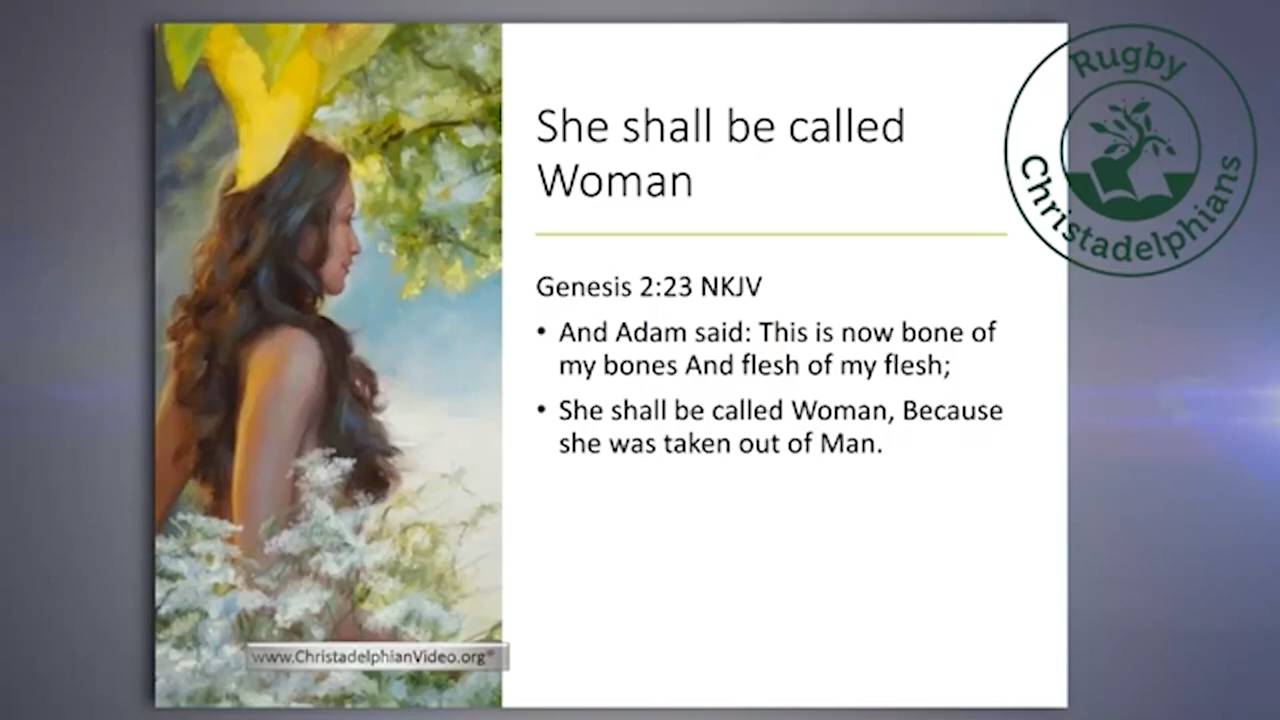 She shall be called
Woman
Genesis 2:23 NKJV
• And Adam said: This is now bone of
my bones And flesh of my flesh;
• She shall be called Woman, Because
she was taken out of Man.
Rugby
Christadelphians
www.ChristadelphianVideo.org®